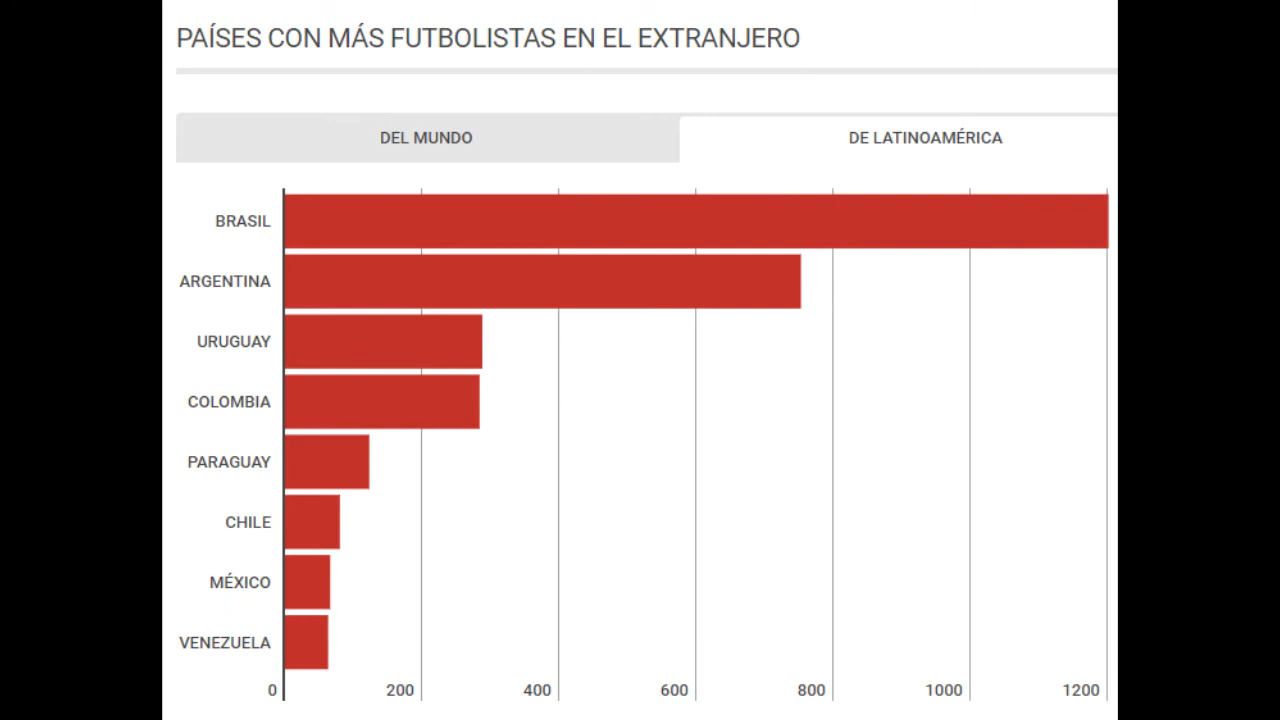 PAÍSES CON MÁS FUTBOLISTAS EN EL EXTRANJERO
DEL MUNDO
DE LATINOAMÉRICA
BRASIL
ARGENTINA
URUGUAY
COLOMBIA
PARAGUAY
CHILE
MÉXICO
VENEZUELA
0 200 400 600 800 1000 1200